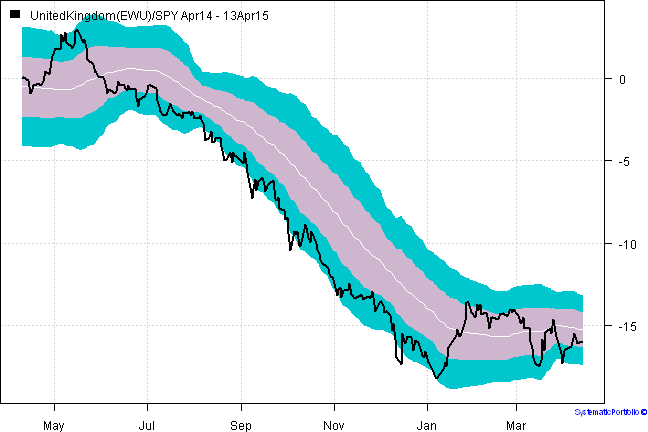 UnitedKingdom(EWU)/SPY Apr14 - 13Apr15
0
-5
-10
-15
May Jul Sep Nov Jan Mar
SystematicPortfolio ©